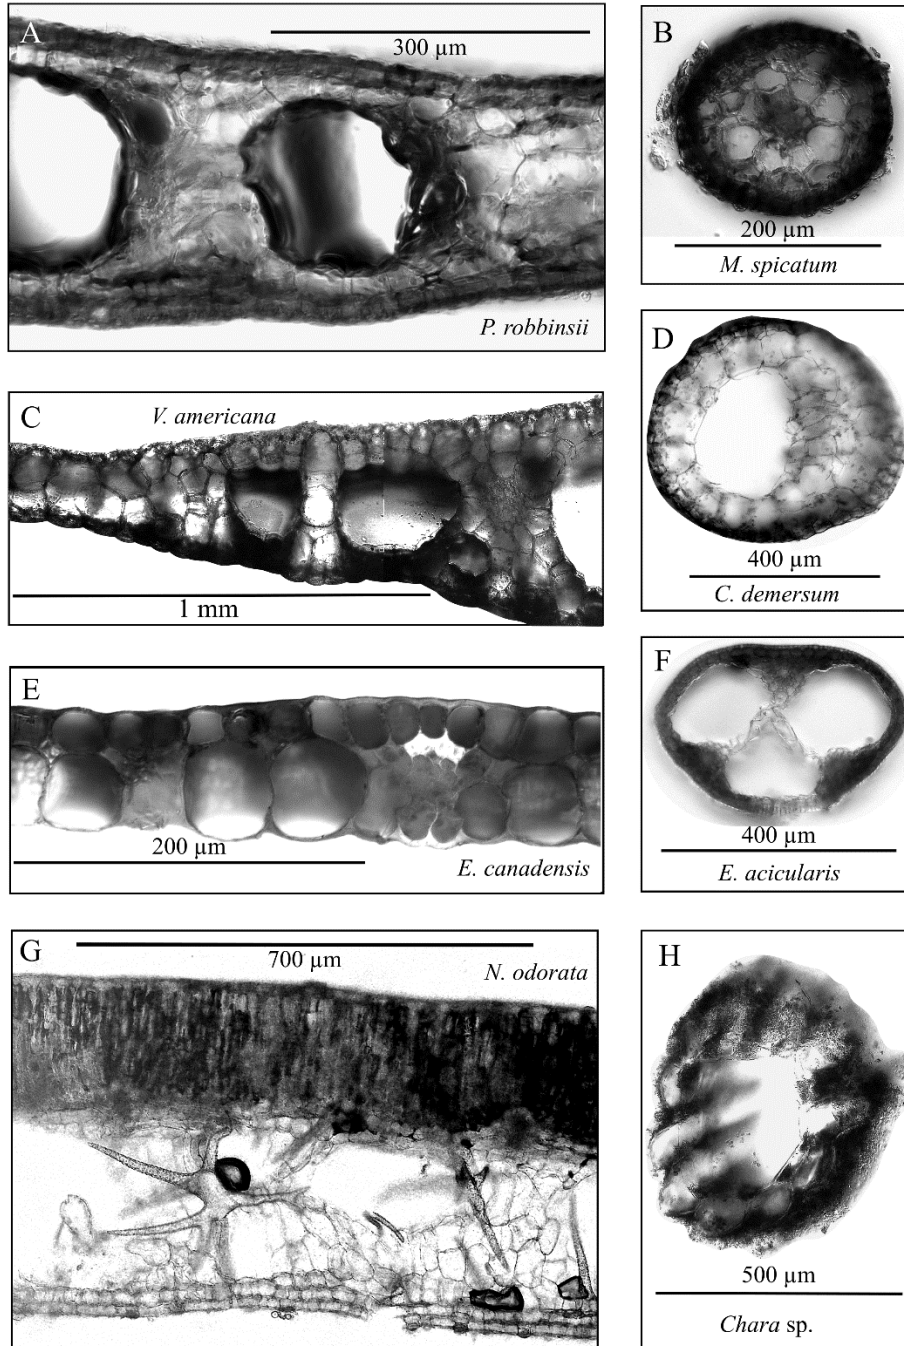 A
300 µm
P. robbinsii
B
200 µm
M. spicatum
C
V. americana
1 mm
D
400 µm
C. demersum
E
200 µm
E. canadensis
F
400 µm
E. acicularis
G
700 µm
N. odorata
H
500 µm
Chara sp.